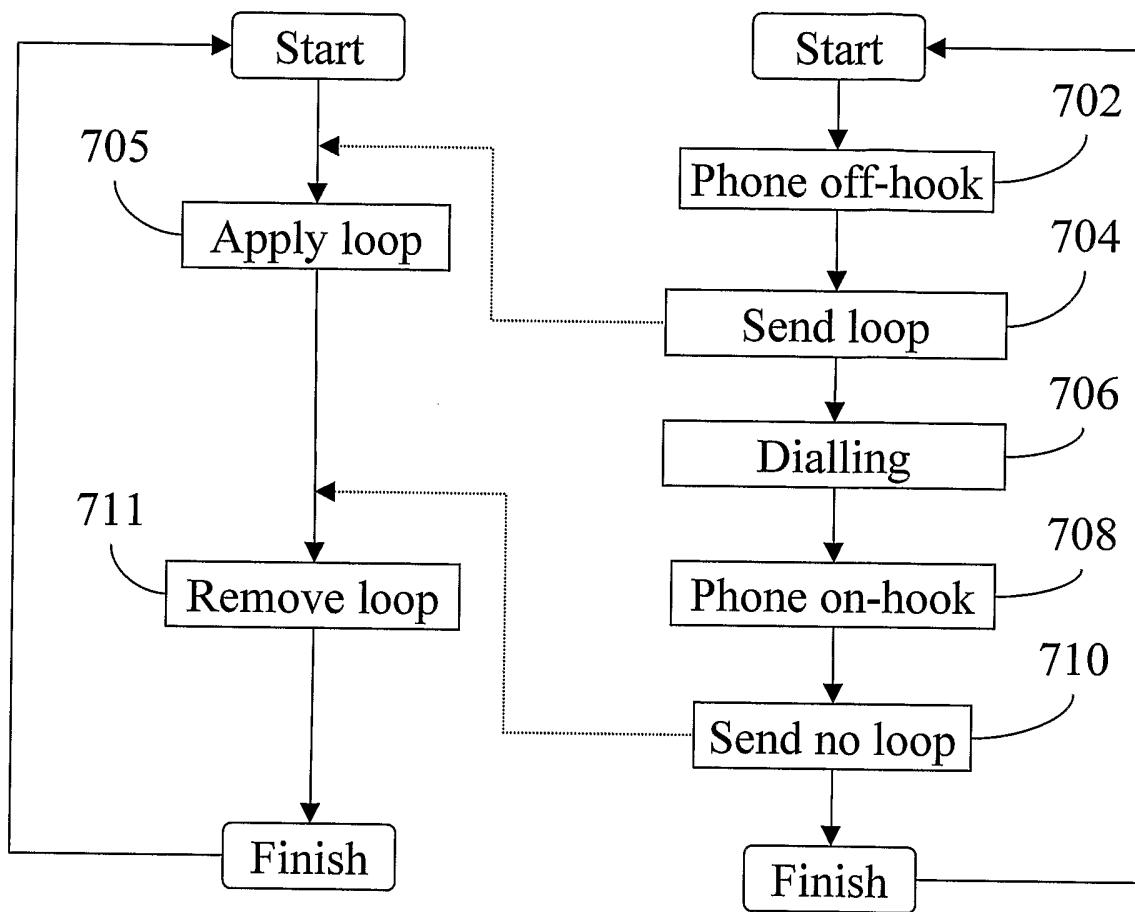 Start
Start
702
705
Phone off-hook
Apply loop
704
Send loop
706
Dialling
711
708
Remove loop
Phone on-hook
710
Send no loop
Finish
Finish